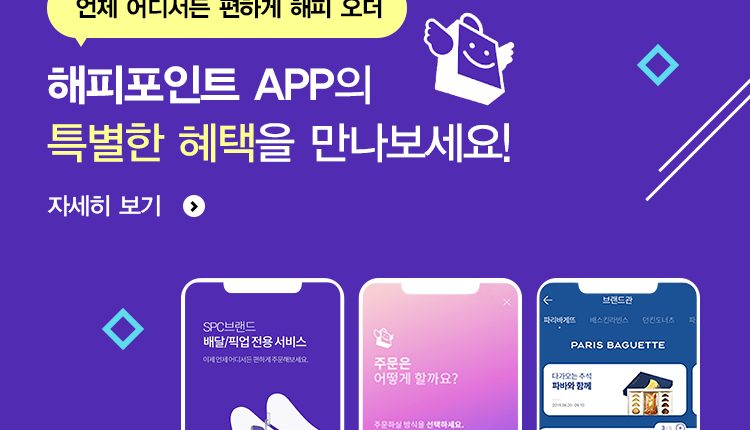 언제 어디서든 편하게 해피 오더
해피포인트 APP의
특별한 혜택을 만나보세요!
자세히 보기
SPC브랜드
배달/픽업 전용 서비스
이제 언제 어디서든 편하게 주문해보세요.
주문은
어떻게 할까요?
주문하실 방식을 선택하세요.
브랜드관
파리바게뜨 배스킨라빈스 던킨도너츠
PARIS BAGUETTE
다가오는 추석
파바와 함께